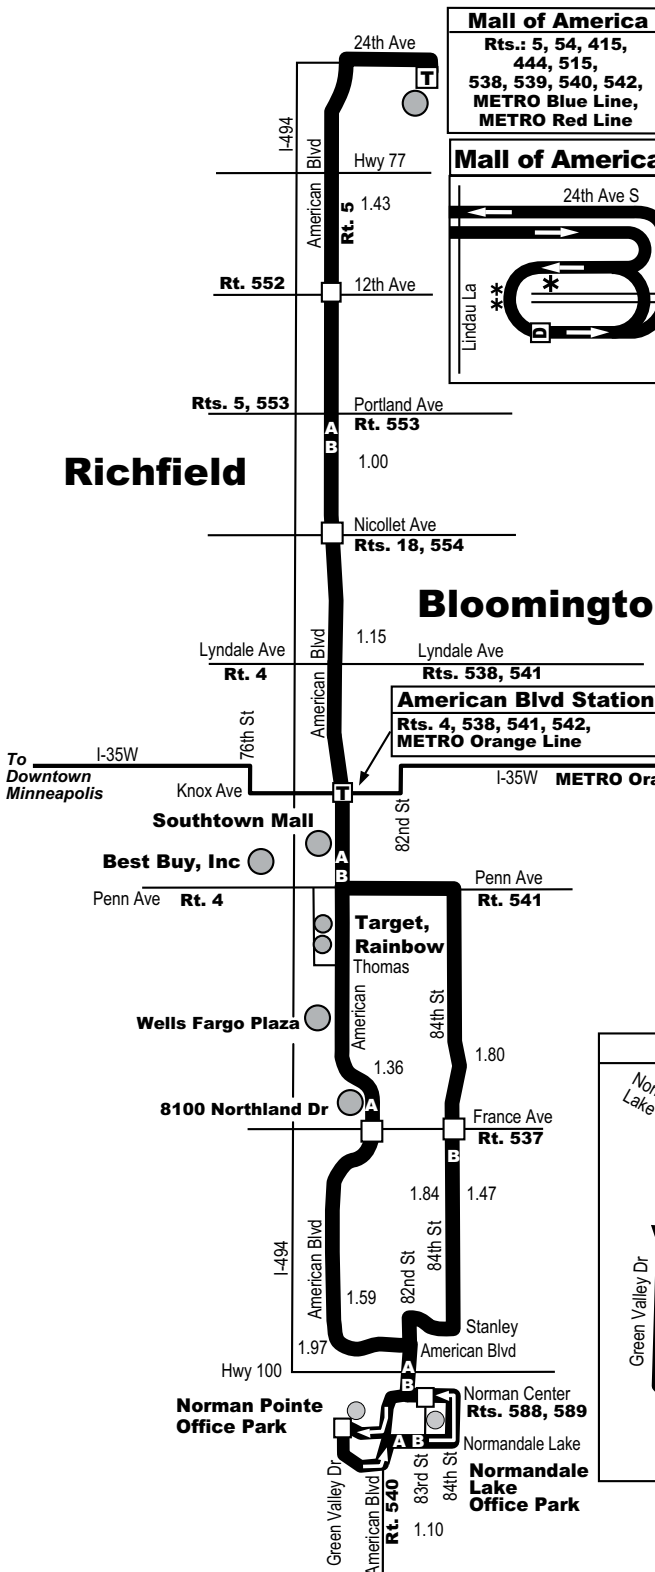 Mall of America
Rts.: 5, 54, 415,
444, 515,
538, 539, 540, 542,
METRO Blue Line,
METRO Red Line
24th Ave
T
I-494
American Blvd
Hwy 77
Mall of America
24th Ave S
Lindau La
**
*
D
American
Rt. 5
1.43
Rt. 552
12th Ave
Rts. 5, 553
Portland Ave
Rt. 553
A
B
1.00
Richfield
Nicollet Ave
Rts. 18, 554
Bloomingto
Blvd
1.15
Lyndale Ave
Rt. 4
Lyndale Ave
Rts. 538, 541
American
American Blvd Station
Rts. 4, 538, 541, 542,
METRO Orange Line
76th St
To
Downtown
Minneapolis
I-35W
I-35W
METRO Ora
Knox Ave
T
82nd St
Southtown Mall
Best Buy, Inc
A
B
Penn Ave
Rt. 4
Penn Ave
Rt. 541
Target,
Rainbow
Thomas
American
84th St
Wells Fargo Plaza
1.36
1.80
8100 Northland Dr
A
France Ave
Rt. 537
B
1.84
1.47
I-494
American Blvd
82nd St
84th St
1.59
1.97
Stanley
American Blvd
Hwy 100
A
B
Norman Pointe
Office Park
Norman Center
Rts. 588, 589
A B
Normandale Lake
Green Valley Dr
American Blvd
Rt. 540
83rd St
84th St
Normandale
Lake
Office Park
1.10
Nor
Lake
Green Valley Dr